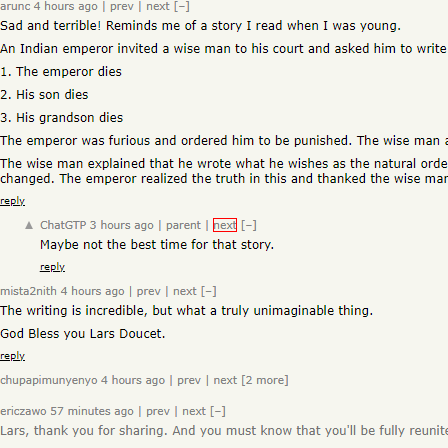 arunc 4 hours ago | prev | next [–]
Sad and terrible! Reminds me of a story I read when I was young.
An Indian emperor invited a wise man to his court and asked him to write
1. The emperor dies
2. His son dies
3. His grandson dies
The emperor was furious and ordered him to be punished. The wise man a
The wise man explained that he wrote what he wishes as the natural orde
changed. The emperor realized the truth in this and thanked the wise mar
reply
▲ ChatGTP 3 hours ago | parent | next [–]
Maybe not the best time for that story.
reply
mista2nith 4 hours ago | prev | next [–]
The writing is incredible, but what a truly unimaginable thing.
God Bless you Lars Doucet.
reply
chupapimunyenyo 4 hours ago | prev | next [2 more]
ericzawo 57 minutes ago | prev | next [–]
Lars, thank you for sharing. And you must know that you'll be fully reunite